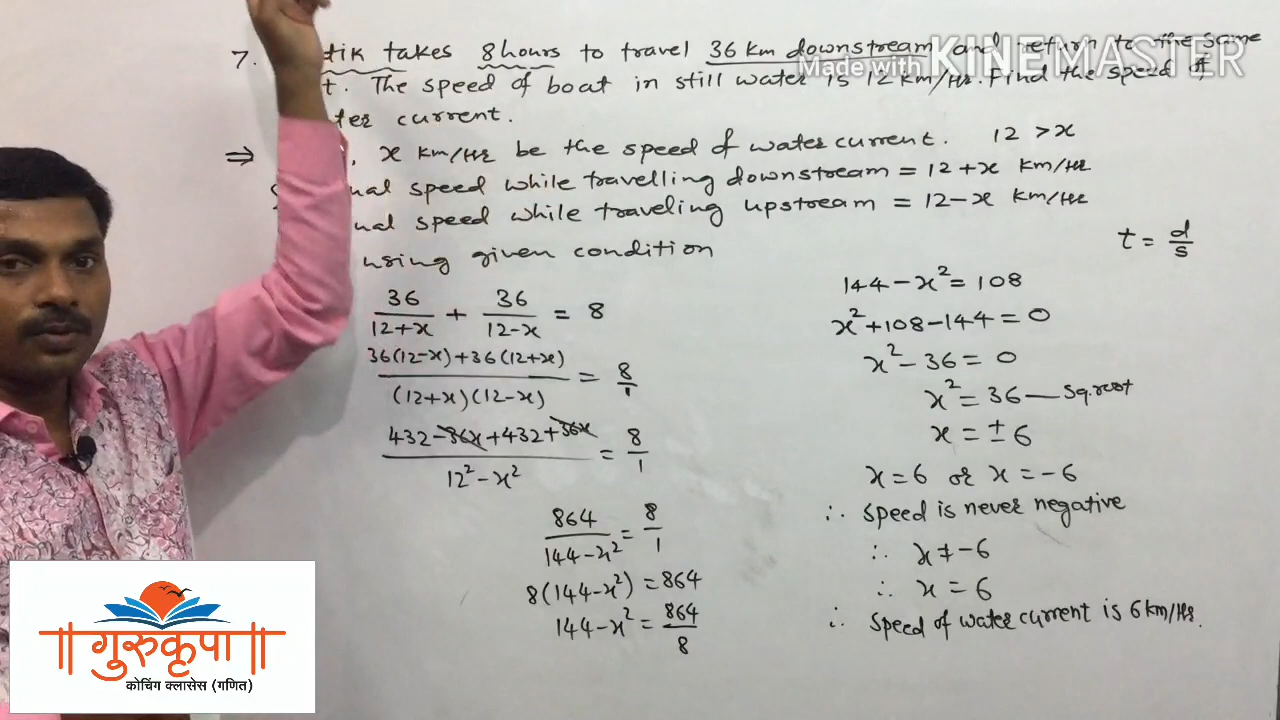 7. tik takes 8 hours to travel 36 km downstream and return to the same
t. The speed of boat in still water is 12 km/Hr. Find the speed of
ter current.
Made with KINEMASTER
⇒ , x km/Hr be the speed of water current. 12 > x
ual speed while travelling downstream = 12+x km/Hr
ual speed while traveling upstream = 12-x km/Hr
using given condition
t = d/s
36/(12+x) + 36/(12-x) = 8
(36(12-x)+36(12+x))/((12+x)(12-x)) = 8/1
(432-36x+432+36x)/(12²-x²) = 8/1
864/(144-x²) = 8/1
8(144-x²) = 864
144-x² = 864/8
144-x² = 108
x²+108-144 = 0
x²-36 = 0
x² = 36 — Sq.root
x = ±6
x = 6 or x = -6
∴ speed is never negative
∴ x ≠ -6
∴ x = 6
∴ speed of water current is 6 km/Hr.
॥ गुरुकृपा ॥
कोचिंग क्लासेस (गणित)